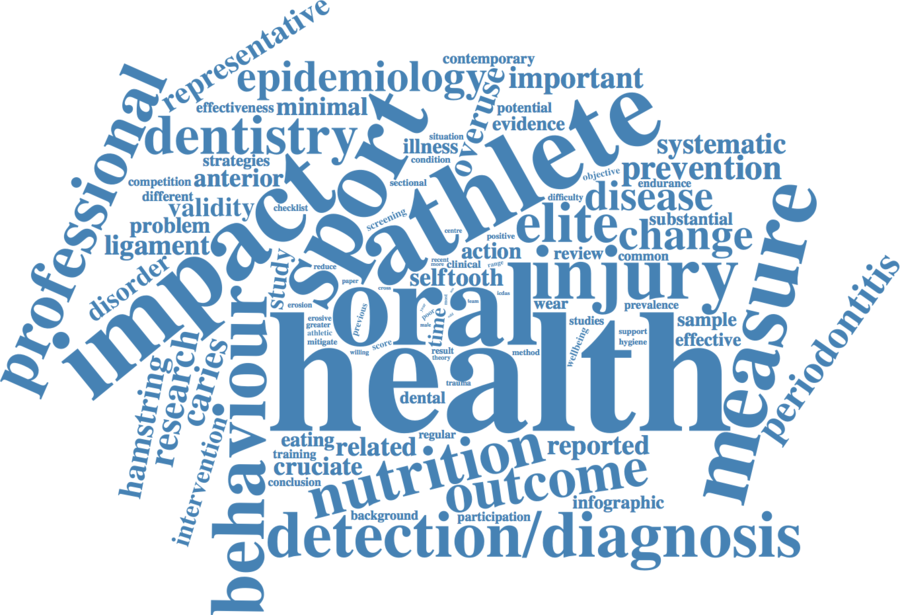 representative
contemporary
epidemiology
important
professional
effectiveness
minimal
overuse
potential
evidence
dentistry
sport
situation
illness
condition
athlete
systematic
strategies
prevention
competition
anterior
sectional
objective
endurance
different
disease
validity
checklist
difficulty
impact
screening
elite
substantial
problem
centre
positive
change
measure
ligament
action
review
common
study
recent
more
clinical
range
disorder
reduce
self
tooth
injury
paper
cross
oral
periodontitis
erosion
wear
prevalence
behaviour
previous
time
team
erosive
greater
athletic
mitigate
poor
male
studies
sample
support
hygiene
effective
wellbeing
willing
score
result
theory
method
health
hamstring
research
caries
trauma
dental
intervention
eating
related
regular
nutrition
reported
training
cruciate
conclusion
outcome
infographic
background
participation
detection/diagnosis